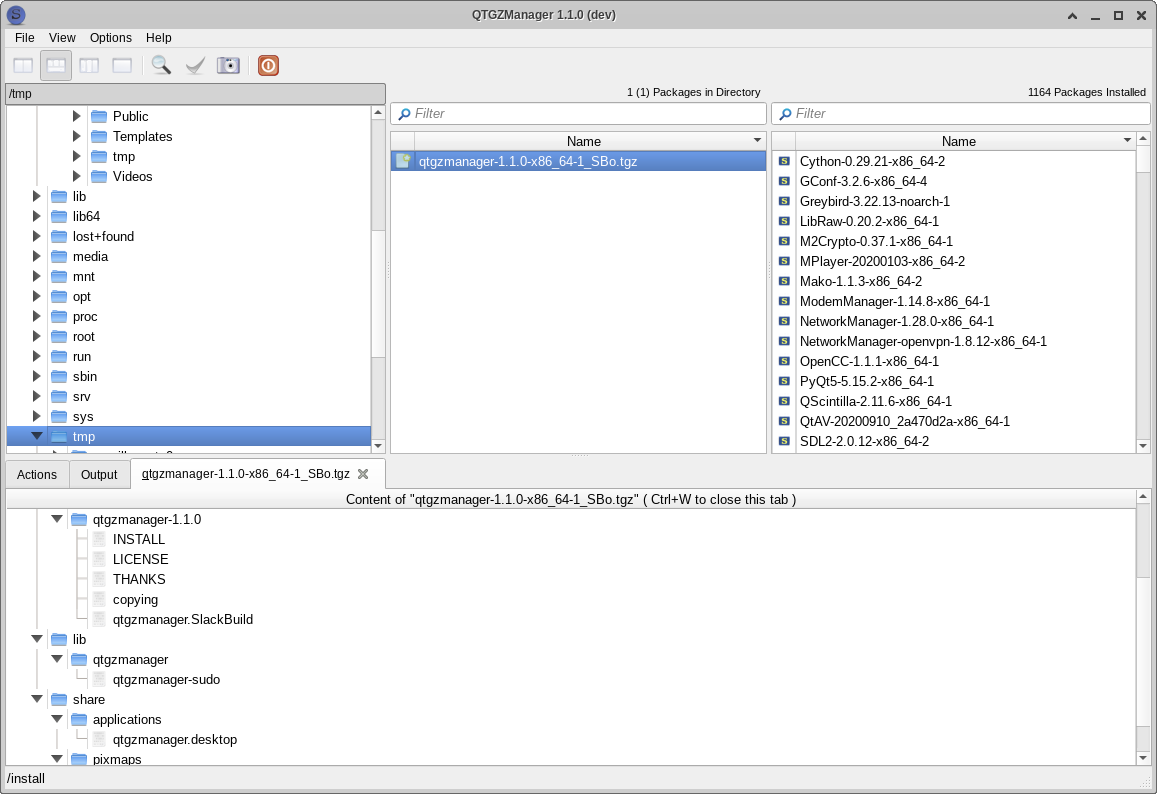 QTGZManager 1.1.0 (dev)
File View Options Help
/tmp
Public
Templates
tmp
Videos
lib
lib64
lost+found
media
mnt
opt
proc
root
run
sbin
srv
sys
tmp
1 (1) Packages in Directory
Filter
Name
qtgzmanager-1.1.0-x86_64-1_SBo.tgz
1164 Packages Installed
Filter
Name
Cython-0.29.21-x86_64-2
GConf-3.2.6-x86_64-4
Greybird-3.22.13-noarch-1
LibRaw-0.20.2-x86_64-1
M2Crypto-0.37.1-x86_64-1
MPlayer-20200103-x86_64-2
Mako-1.1.3-x86_64-2
ModemManager-1.14.8-x86_64-1
NetworkManager-1.28.0-x86_64-1
NetworkManager-openvpn-1.8.12-x86_64-1
OpenCC-1.1.1-x86_64-1
PyQt5-5.15.2-x86_64-1
QScintilla-2.11.6-x86_64-1
QtAV-20200910_2a470d2a-x86_64-1
SDL2-2.0.12-x86_64-2
Actions Output qtgzmanager-1.1.0-x86_64-1_SBo.tgz
Content of "qtgzmanager-1.1.0-x86_64-1_SBo.tgz" ( Ctrl+W to close this tab )
qtgzmanager-1.1.0
INSTALL
LICENSE
THANKS
copying
qtgzmanager.SlackBuild
lib
qtgzmanager
qtgzmanager-sudo
share
applications
qtgzmanager.desktop
pixmaps
/install